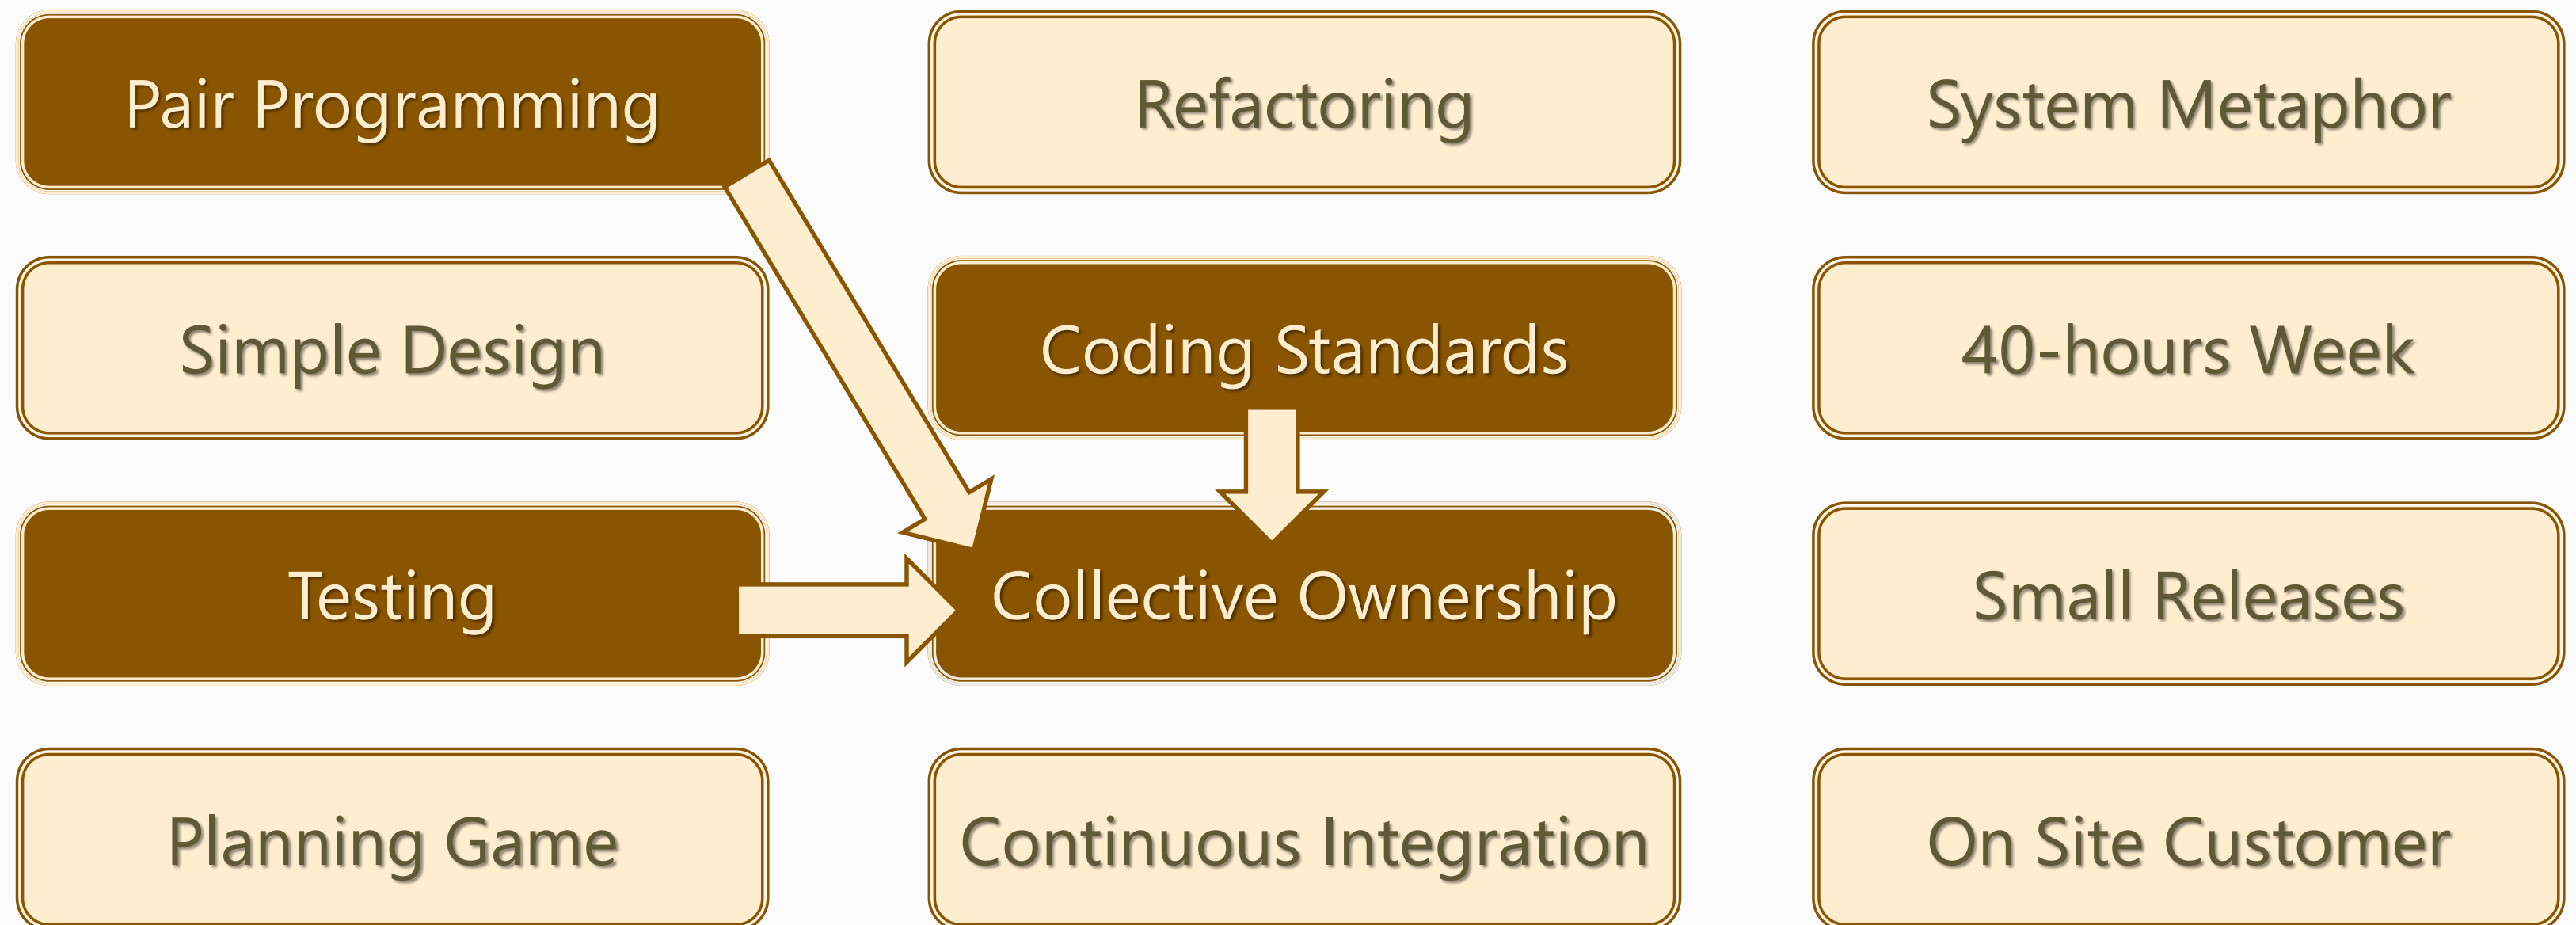 Pair Programming
Refactoring
System Metaphor
Simple Design
Coding Standards
40-hours Week
Testing
Collective Ownership
Small Releases
Planning Game
Continuous Integration
On Site Customer